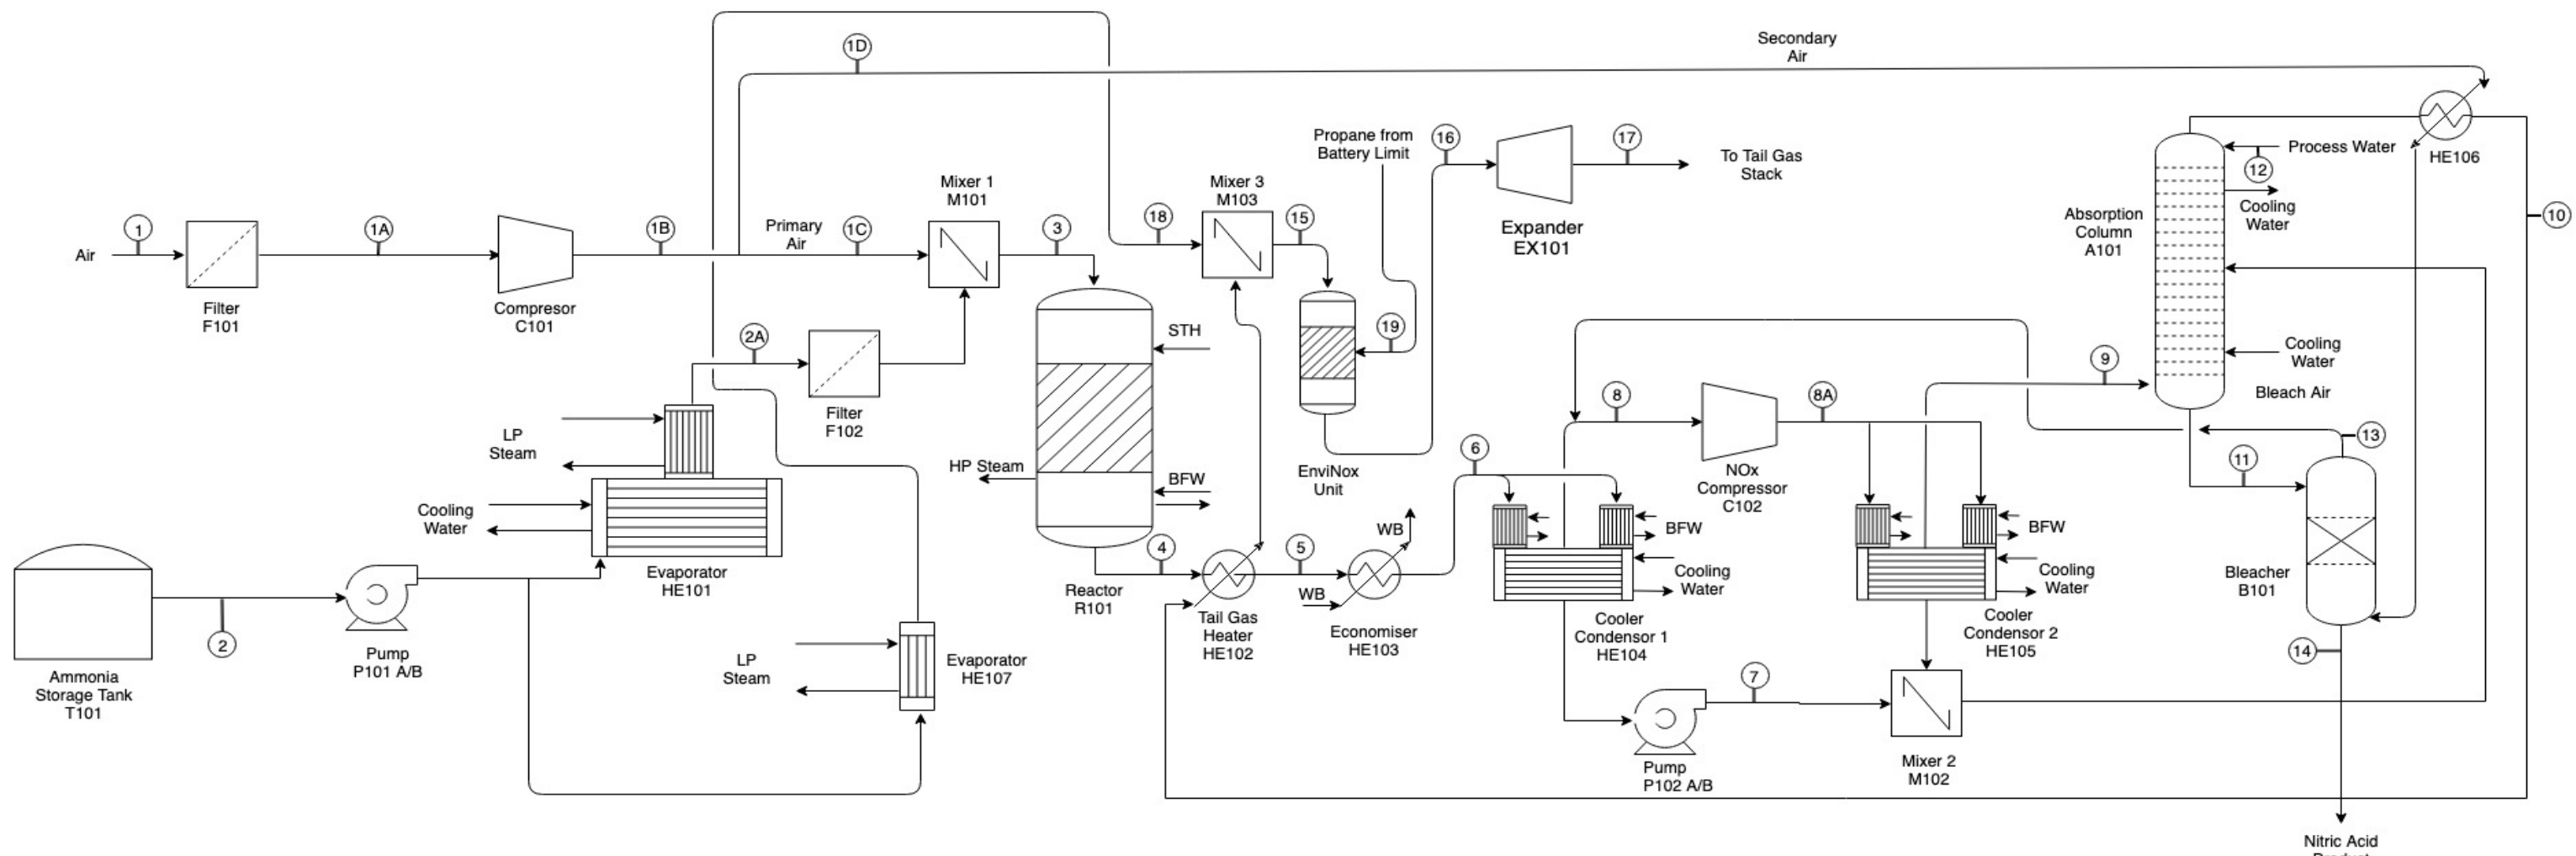 Secondary
Air
1D
Propane from
Battery Limit
16
17
To Tail Gas
Stack
Process Water
HE106
12
Mixer 1
M101
Mixer 3
M103
Expander
EX101
Absorption
Column
A101
Cooling
Water
10
1
1A
1B
Primary
Air
1C
3
18
15
Air
Filter
F101
Compresor
C101
2A
STH
19
Cooling
Water
9
Bleach Air
Filter
F102
8
8A
13
LP
Steam
HP Steam
BFW
EnviNox
Unit
6
NOx
Compressor
C102
11
Cooling
Water
WB
BFW
BFW
4
5
Evaporator
HE101
Reactor
R101
WB
Cooling
Water
Cooling
Water
Bleacher
B101
2
Pump
P101 A/B
Tail Gas
Heater
HE102
Economiser
HE103
Cooler
Condensor 1
HE104
Cooler
Condensor 2
HE105
14
Ammonia
Storage Tank
T101
LP
Steam
Evaporator
HE107
7
Pump
P102 A/B
Mixer 2
M102
Nitric Acid